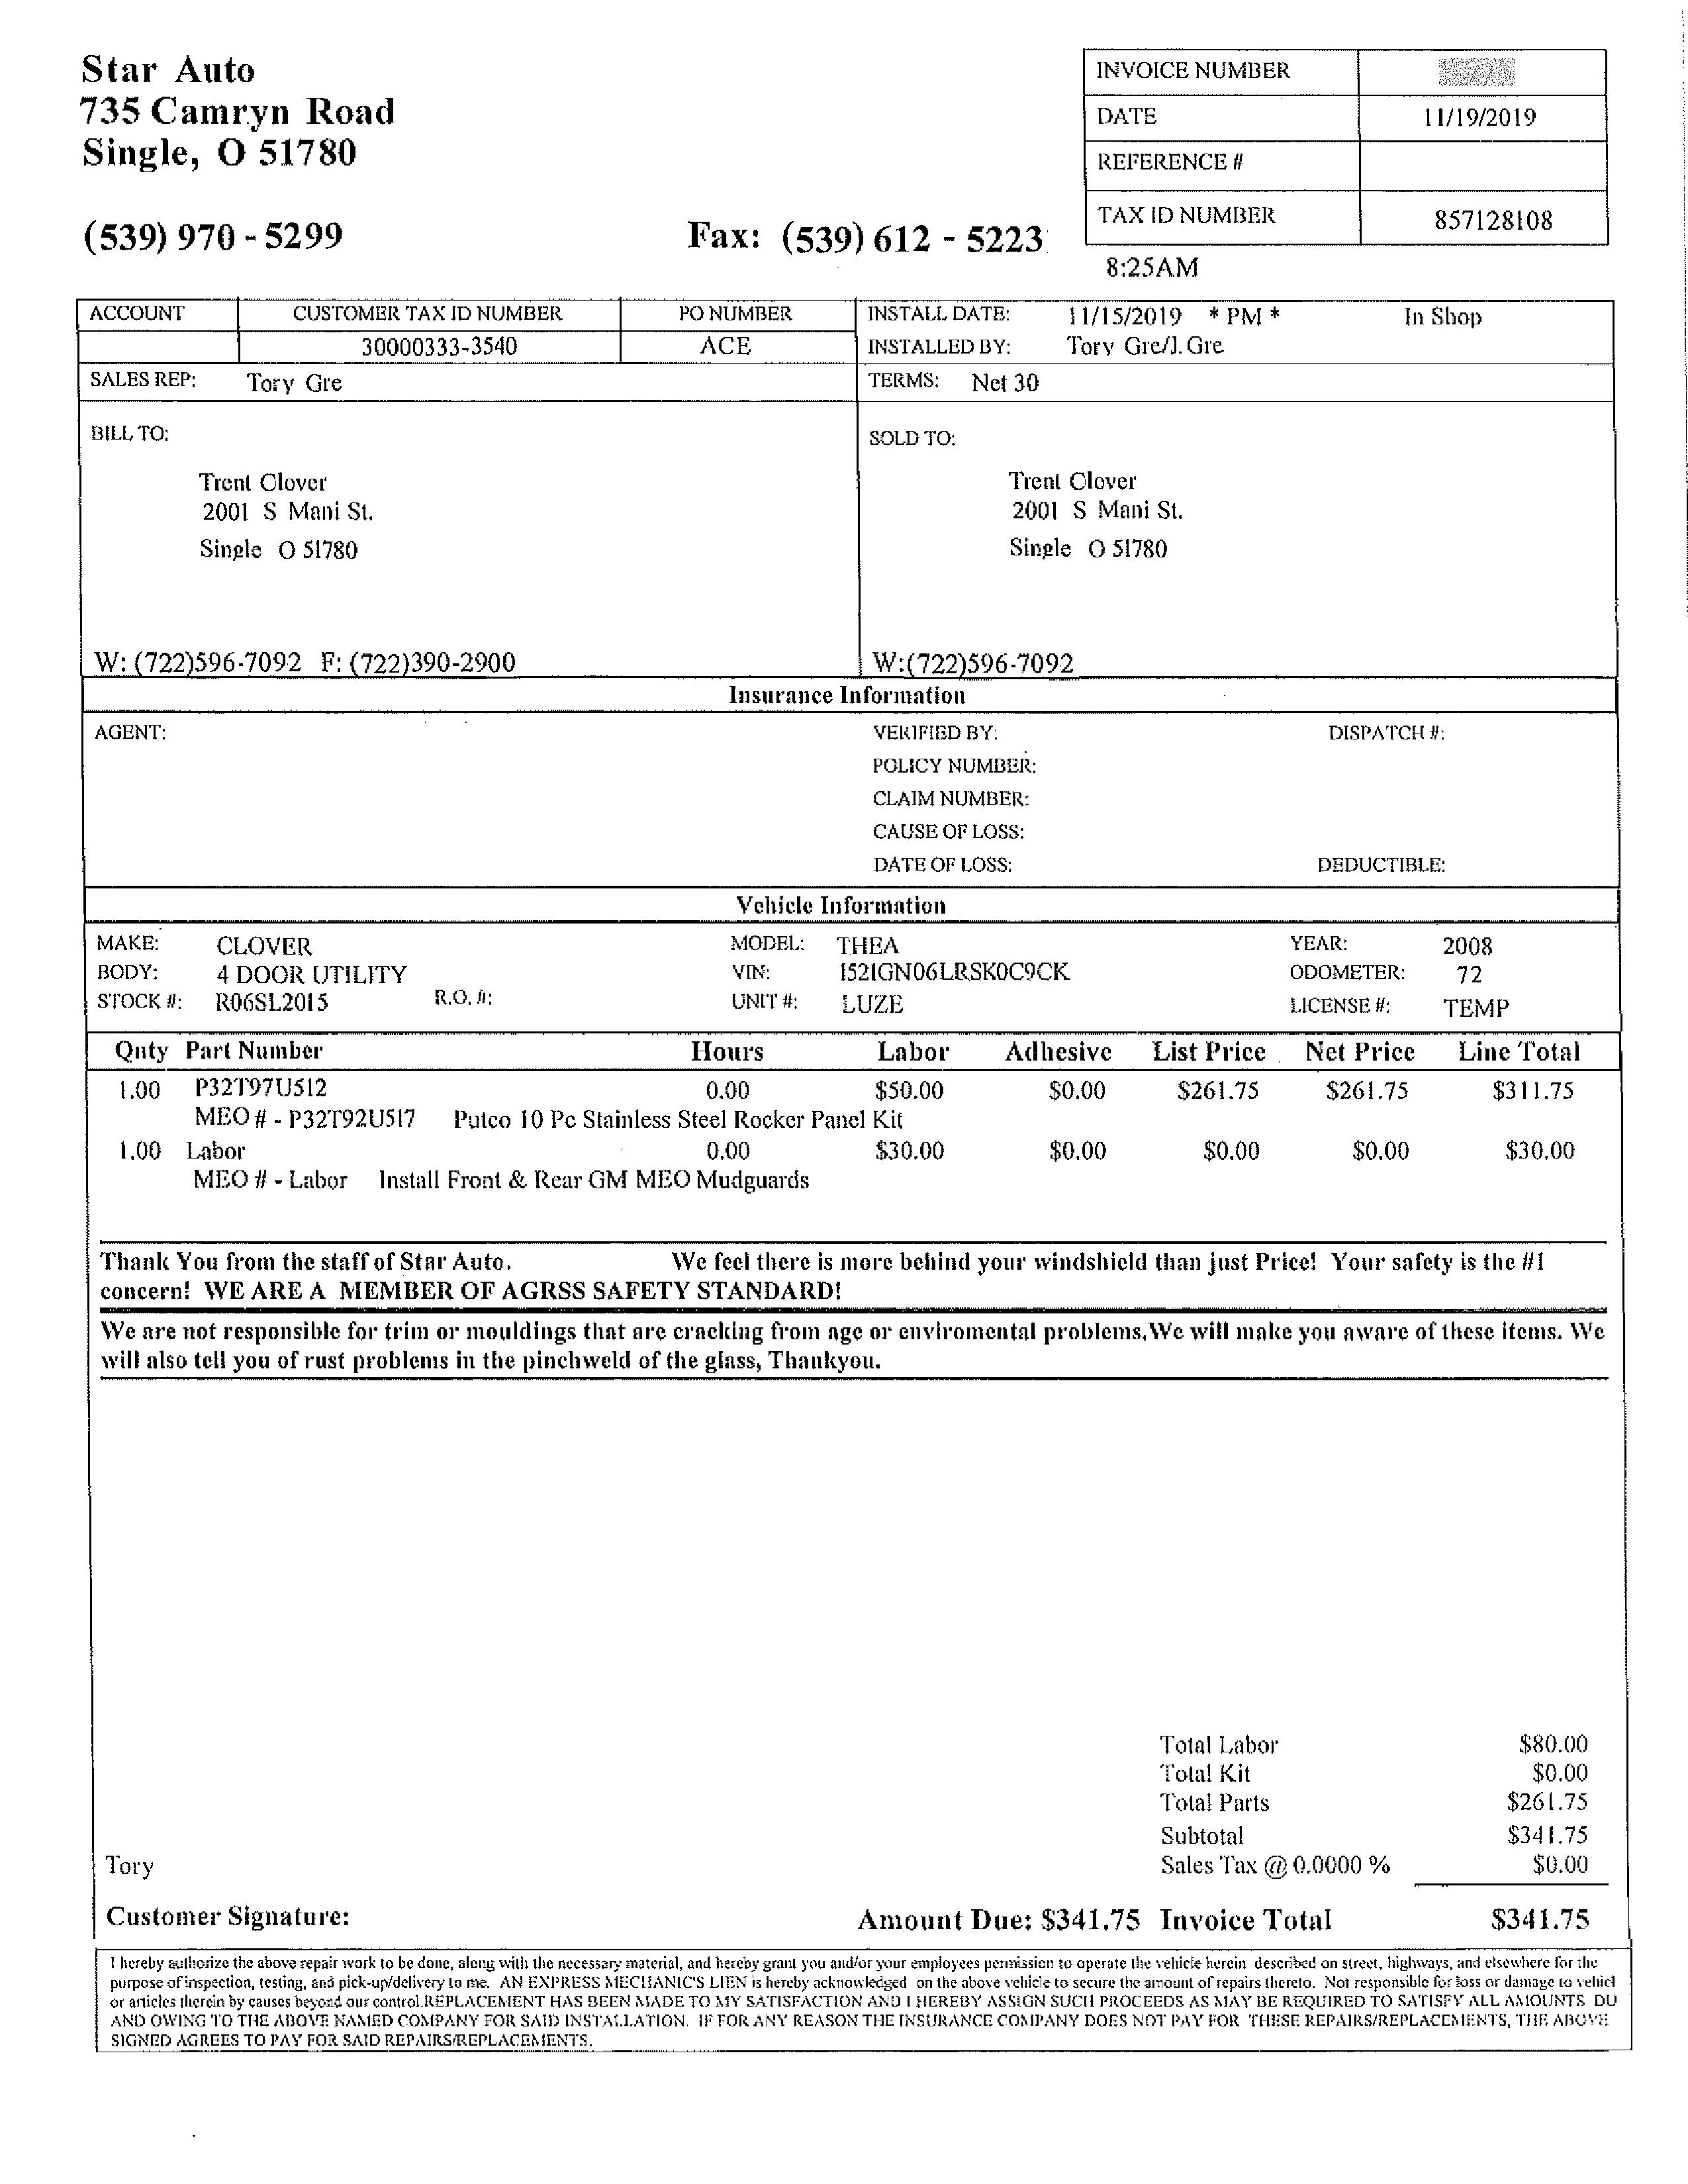 Star Auto
735 Camryn Road
Single, O 51780
(539) 970 - 5299 Fax: (539) 612 - 5223
INVOICE NUMBER
DATE 11/19/2019
REFERENCE #
TAX ID NUMBER 857128108
8:25AM
ACCOUNT CUSTOMER TAX ID NUMBER PO NUMBER INSTALL DATE: 11/15/2019 * PM * In Shop
30000333-3540 ACE INSTALLED BY: Tory Gre/J. Gre
SALES REP: Tory Gre TERMS: Net 30
BILL TO: SOLD TO:
Trent Clover Trent Clover
2001 S Mani St. 2001 S Mani St.
Single O 51780 Single O 51780
W: (722)596-7092 F: (722)390-2900 W:(722)596-7092
Insurance Information
AGENT: VERIFIED BY: DISPATCH #:
POLICY NUMBER:
CLAIM NUMBER:
CAUSE OF LOSS:
DATE OF LOSS: DEDUCTIBLE:
Vehicle Information
MAKE: CLOVER MODEL: THEA YEAR: 2008
BODY: 4 DOOR UTILITY VIN: 1521GN06LRSK0C9CK ODOMETER: 72
STOCK #: R06SL2015 R.O. #: UNIT #: LUZE LICENSE #: TEMP
Qnty Part Number Hours Labor Adhesive List Price Net Price Line Total
1.00 P32T97U512 0.00 $50.00 $0.00 $261.75 $261.75 $311.75
MEO # - P32T92U517 Putco 10 Pc Stainless Steel Rocker Panel Kit
1.00 Labor 0.00 $30.00 $0.00 $0.00 $0.00 $30.00
MEO # - Labor Install Front & Rear GM MEO Mudguards
Thank You from the staff of Star Auto. We feel there is more behind your windshield than just Price! Your safety is the #1
concern! WE ARE A MEMBER OF AGRSS SAFETY STANDARD!
We are not responsible for trim or mouldings that are cracking from age or enviromental problems.We will make you aware of these items. We
will also tell you of rust problems in the pinchweld of the glass, Thankyou.
Total Labor $80.00
Total Kit $0.00
Total Parts $261.75
Subtotal $341.75
Tory Sales Tax @ 0.0000 % $0.00
Customer Signature: Amount Due: $341.75 Invoice Total $341.75
I hereby authorize the above repair work to be done, along with the necessary material, and hereby grant you and/or your employees permission to operate the vehicle herein described on street, highways, and elsewhere for the
purpose of inspection, testing, and pick-up/delivery to me. AN EXPRESS MECHANIC'S LIEN is hereby acknowledged on the above vehicle to secure the amount of repairs thereto. Not responsible for loss or damage to vehicl
or articles therein by causes beyond our control.REPLACEMENT HAS BEEN MADE TO MY SATISFACTION AND I HEREBY ASSIGN SUCH PROCEEDS AS MAY BE REQUIRED TO SATISFY ALL AMOUNTS DU
AND OWING TO THE ABOVE NAMED COMPANY FOR SAID INSTALLATION. IF FOR ANY REASON THE INSURANCE COMPANY DOES NOT PAY FOR THESE REPAIRS/REPLACEMENTS, THE ABOVE
SIGNED AGREES TO PAY FOR SAID REPAIRS/REPLACEMENTS.